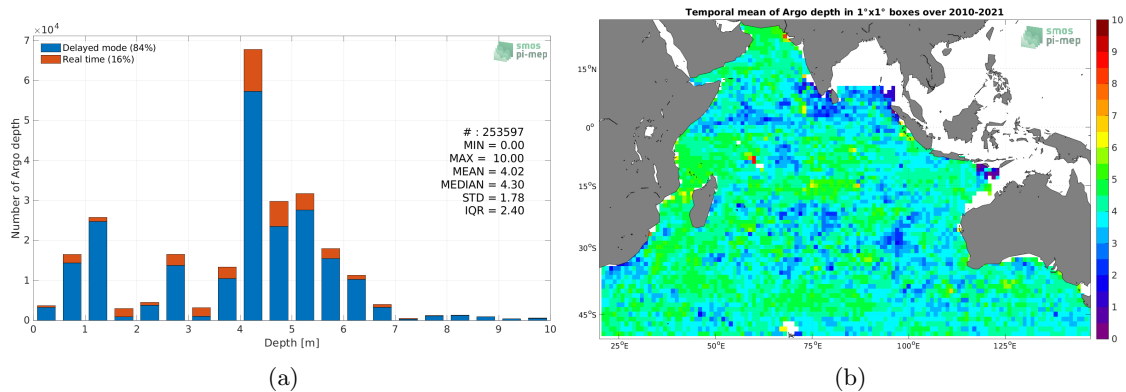 ×10⁴
7
6
5
4
3
2
1
0
Number of Argo depth
Delayed mode (84%)
Real time (16%)
smos
pi-mep
# : 253597
MIN = 0.00
MAX = 10.00
MEAN = 4.02
MEDIAN = 4.30
STD = 1.78
IQR = 2.40
0 1 2 3 4 5 6 7 8 9 10
Depth [m]
(a)
Temporal mean of Argo depth in 1°x1° boxes over 2010-2021
smos
pi-mep
15°N
0°
15°S
30°S
45°S
25°E 50°E 75°E 100°E 125°E
10
9
8
7
6
5
4
3
2
1
0
(b)